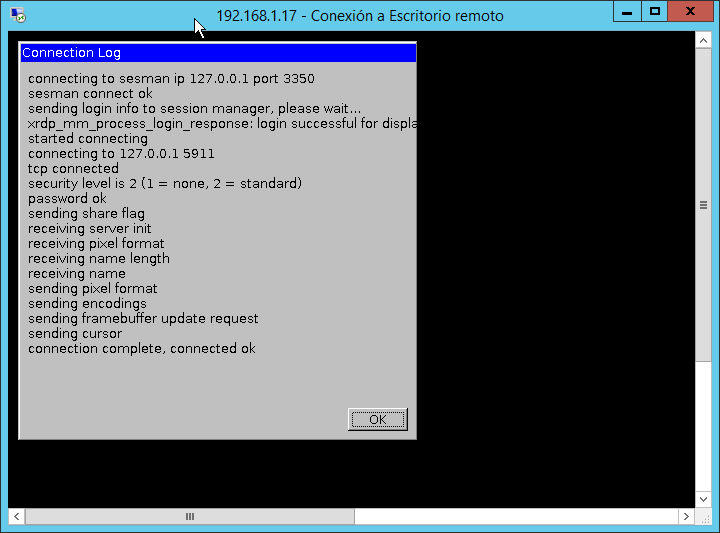 192.168.1.17 - Conexión a Escritorio remoto
Connection Log
connecting to sesman ip 127.0.0.1 port 3350
sesman connect ok
sending login info to session manager, please wait...
xrdp_mm_process_login_response: login successful for displa
started connecting
connecting to 127.0.0.1 5911
tcp connected
security level is 2 (1 = none, 2 = standard)
password ok
sending share flag
receiving server init
receiving pixel format
receiving name length
receiving name
sending pixel format
sending encodings
sending framebuffer update request
sending cursor
connection complete, connected ok
OK